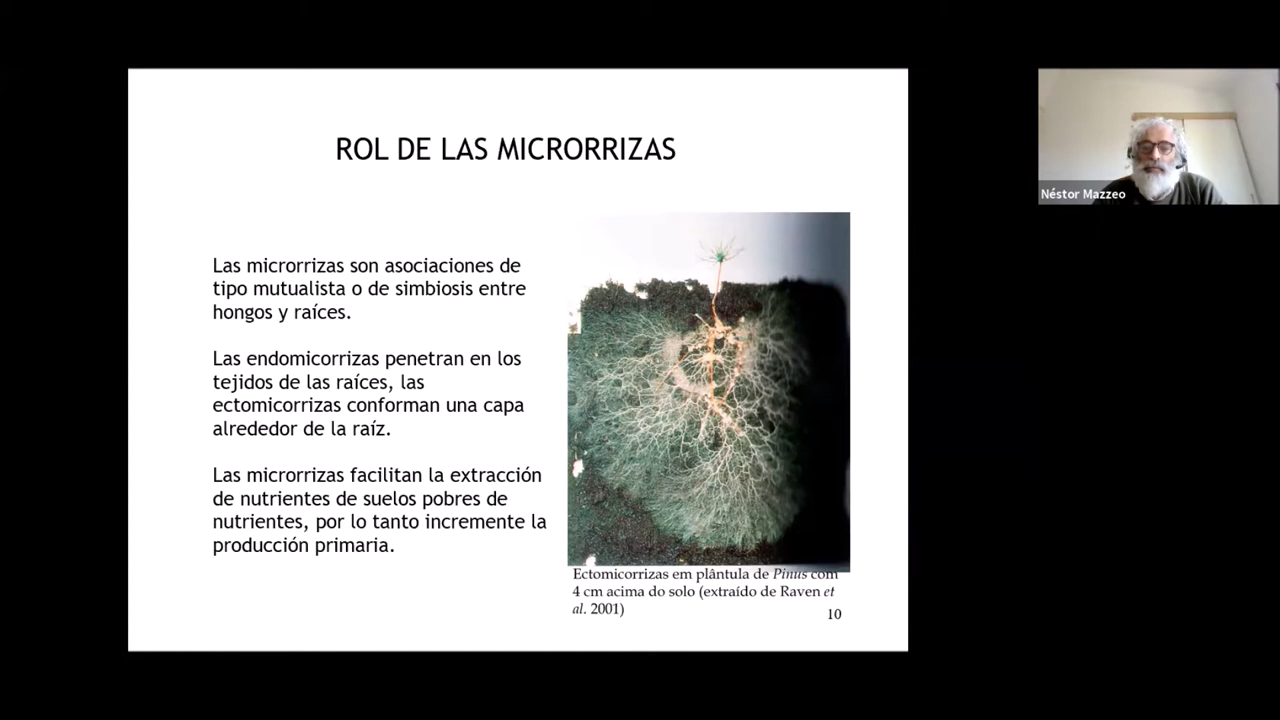 ROL DE LAS MICRORRIZAS
Las microrrizas son asociaciones de
tipo mutualista o de simbiosis entre
hongos y raíces.
Las endomicorrizas penetran en los
tejidos de las raíces, las
ectomicorrizas conforman una capa
alrededor de la raíz.
Las microrrizas facilitan la extracción
de nutrientes de suelos pobres de
nutrientes, por lo tanto incremente la
producción primaria.
Ectomicorrizas em plântula de Pinus com
4 cm acima do solo (extraído de Raven et
al. 2001)
10
Néstor Mazzeo